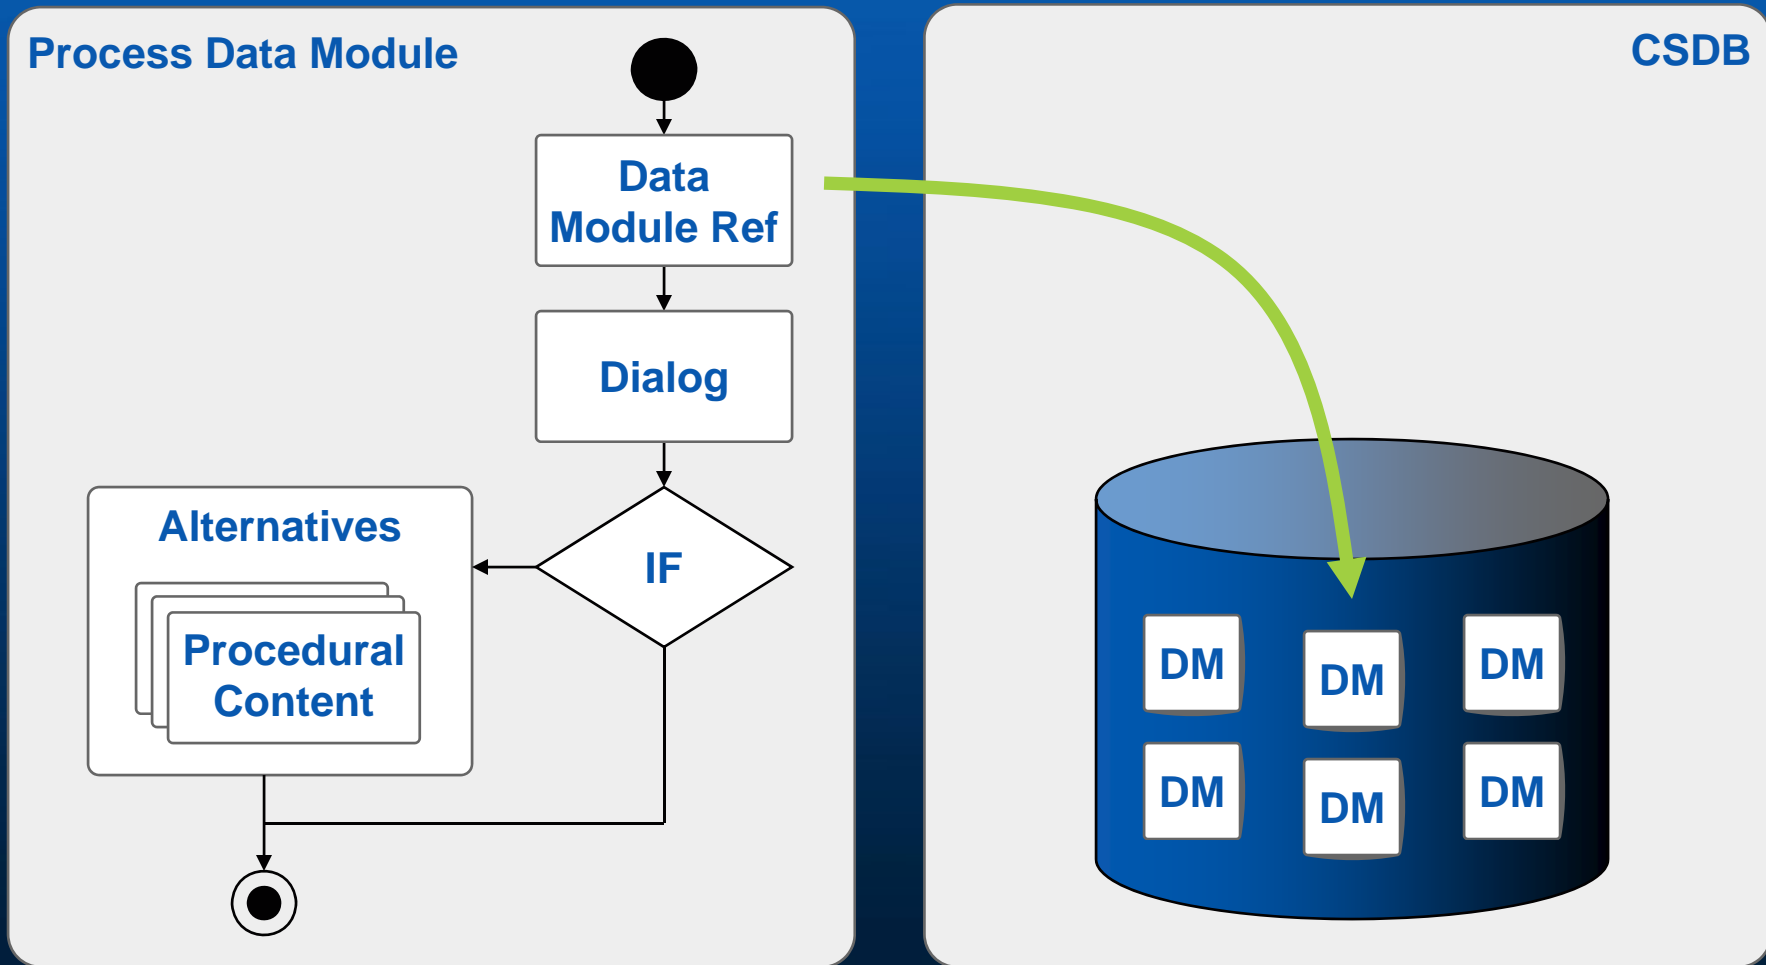 Process Data Module
Data
Module Ref
Dialog
IF
Alternatives
Procedural
Content
CSDB
DM
DM
DM
DM
DM
DM